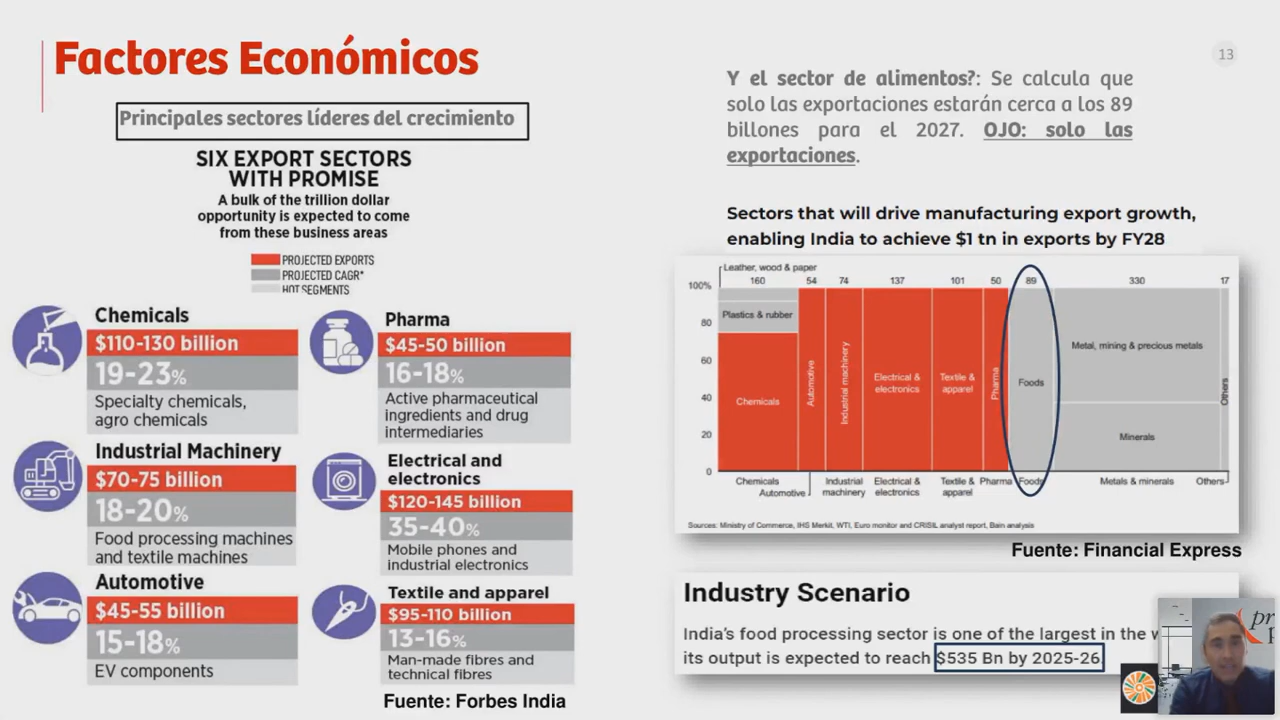 Factores Económicos
13
Principales sectores líderes del crecimiento
SIX EXPORT SECTORS
WITH PROMISE
A bulk of the trillion dollar
opportunity is expected to come
from these business areas
PROJECTED EXPORTS
PROJECTED CAGR*
HOT SEGMENTS
Chemicals
$110-130 billion
19-23%
Specialty chemicals,
agro chemicals
Industrial Machinery
$70-75 billion
18-20%
Food processing machines
and textile machines
Automotive
$45-55 billion
15-18%
EV components
Pharma
$45-50 billion
16-18%
Active pharmaceutical
ingredients and drug
intermediaries
Electrical and
electronics
$120-145 billion
35-40%
Mobile phones and
industrial electronics
Textile and apparel
$95-110 billion
13-16%
Man-made fibres and
technical fibres
Fuente: Forbes India
Y el sector de alimentos?: Se calcula que
solo las exportaciones estarán cerca a los 89
billones para el 2027. OJO: solo las
exportaciones.
Sectors that will drive manufacturing export growth,
enabling India to achieve $1 tn in exports by FY28
Leather, wood & paper
160 54 74 137 101 50 89 330 17
100%
80
60
40
20
0
Plastics & rubber
Chemicals
Automotive
Industrial machinery
Electrical &
electronics
Textile &
apparel
Pharma
Foods
Metal, mining & precious metals
Minerals
Others
Chemicals
Automotive
Industrial
machinery
Electrical &
electronics
Textile &
apparel
Pharma
Foods
Metals & minerals
Others
Sources: Ministry of Commerce, IHS Merkit, WTI, Euro monitor and CRISIL analyst report, Bain analysis
Fuente: Financial Express
Industry Scenario
India's food processing sector is one of the largest in the w
its output is expected to reach $535 Bn by 2025-26.